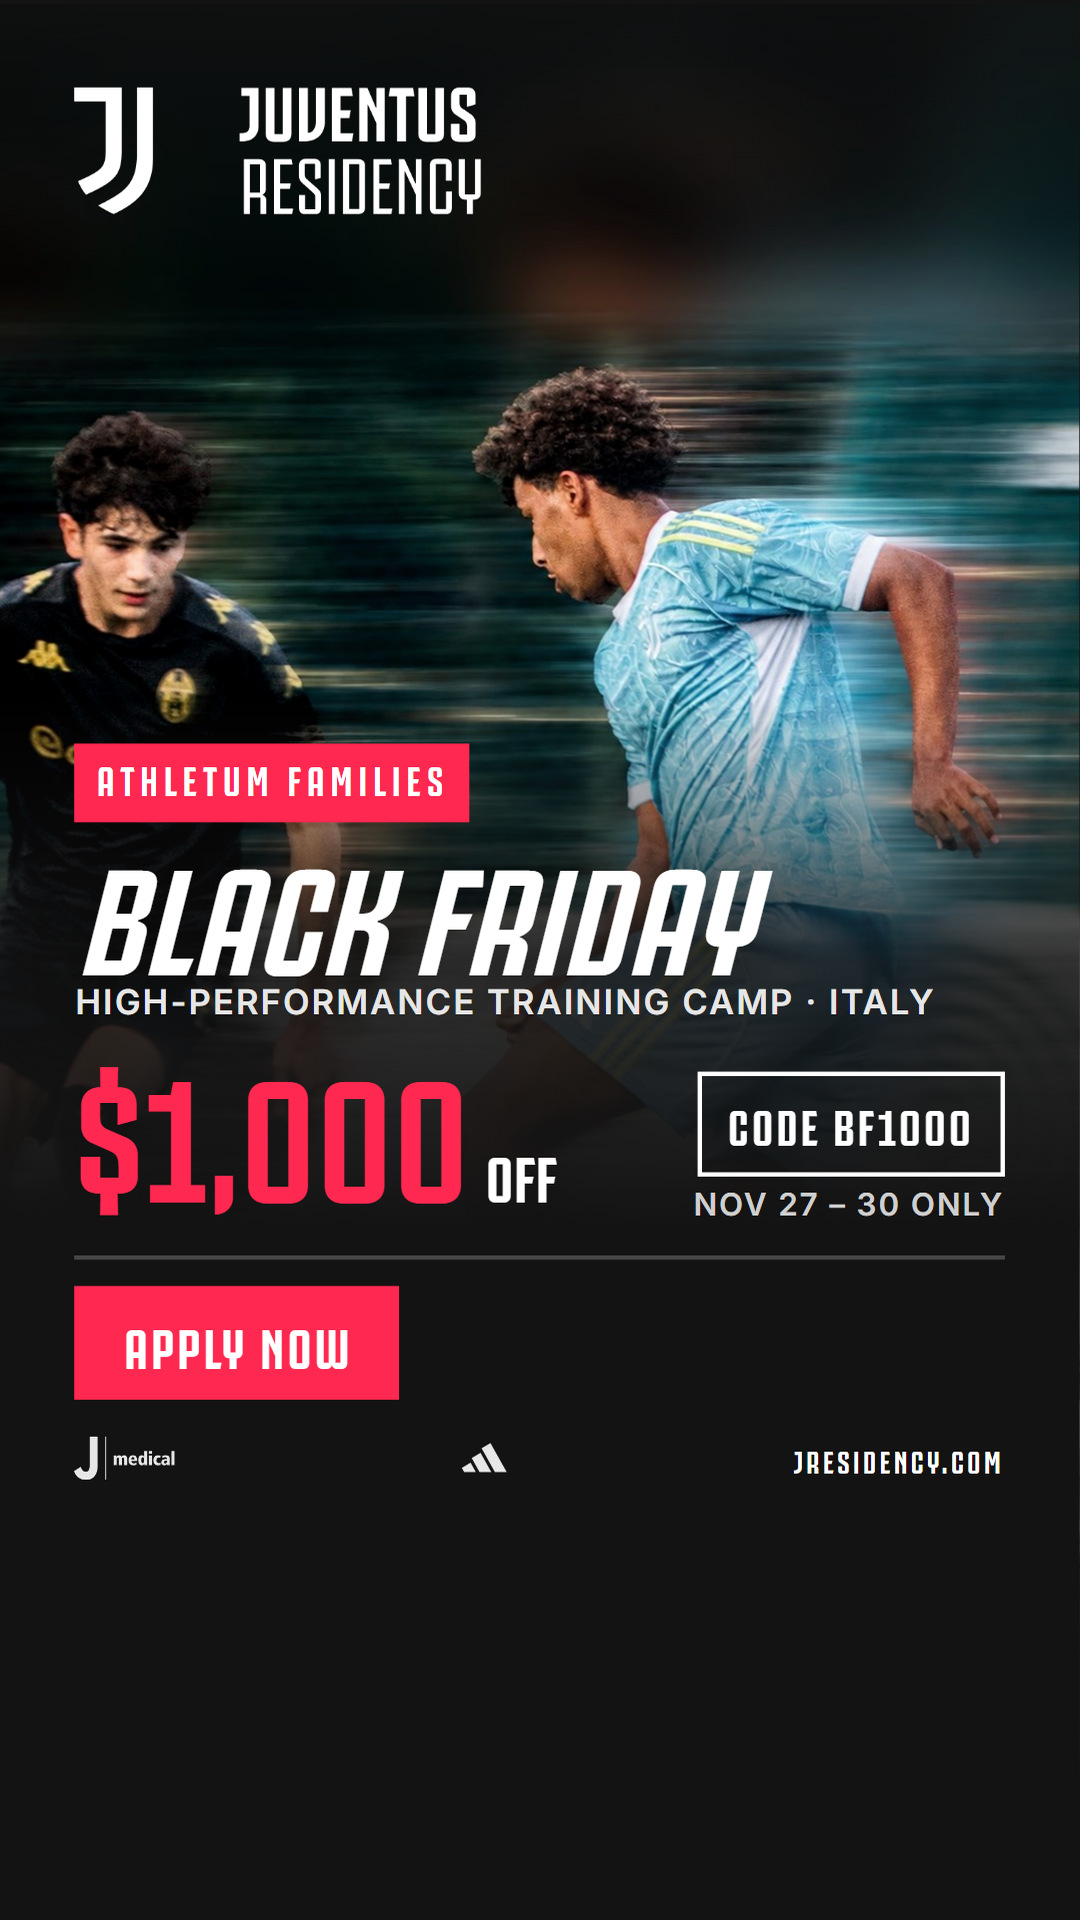 JUVENTUS
RESIDENCY
ATHLETUM FAMILIES
BLACK FRIDAY
HIGH-PERFORMANCE TRAINING CAMP · ITALY
$1,000 OFF
CODE BF1000
NOV 27 – 30 ONLY
APPLY NOW
J medical
JRESIDENCY.COM